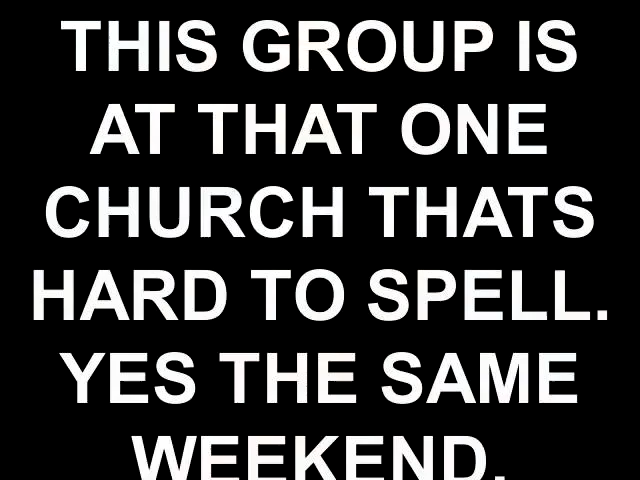 THIS GROUP IS
AT THAT ONE
CHURCH THATS
HARD TO SPELL.
YES THE SAME
WEEKEND.